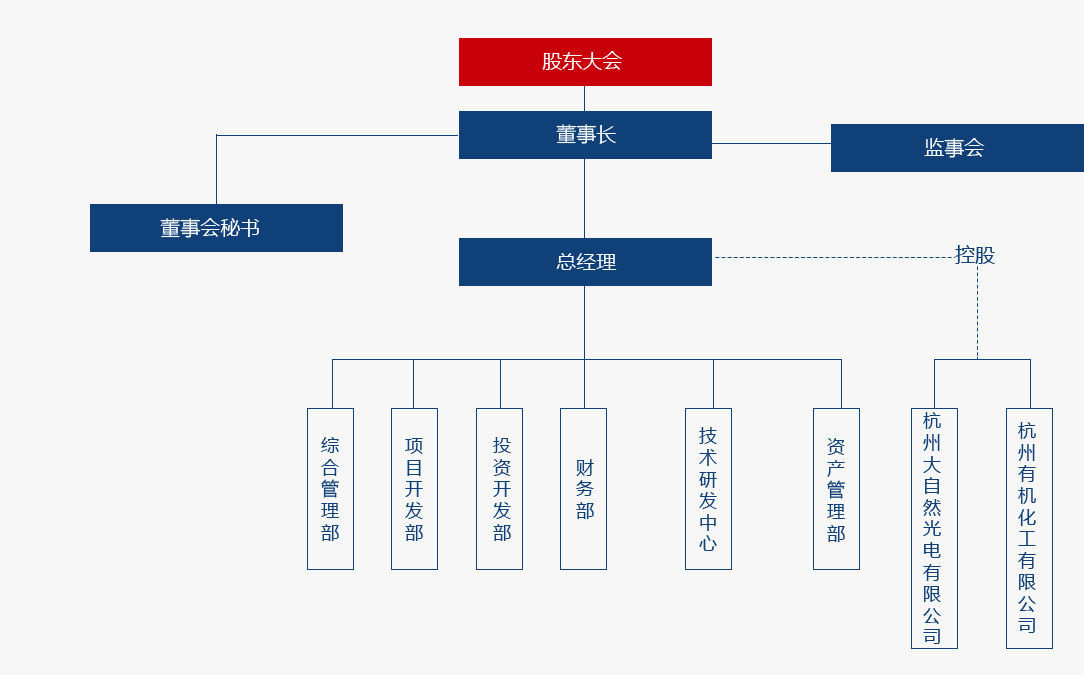 股东大会
董事长
监事会
董事会秘书
总经理
控股
综合管理部
项目开发部
投资开发部
财务部
技术研发中心
资产管理部
杭州大自然光电有限公司
杭州有机化工有限公司